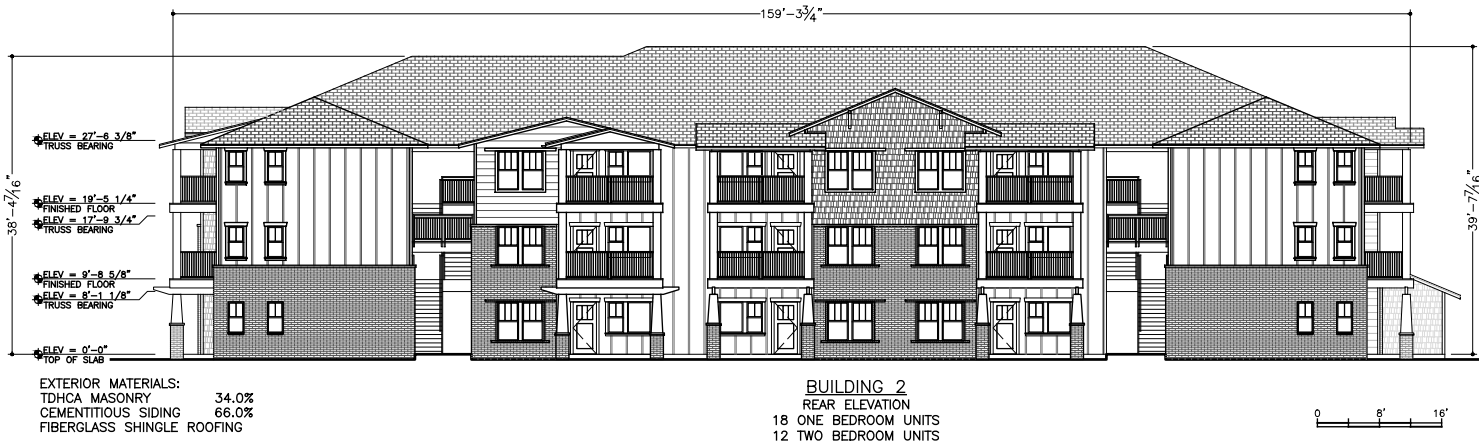 159'-3¾"
38'-4⁷⁄₁₆"
39'-7⁄₁₆"
ELEV = 27'-6 3/8"
TRUSS BEARING
ELEV = 19'-5 1/4"
FINISHED FLOOR
ELEV = 17'-9 3/4"
TRUSS BEARING
ELEV = 9'-8 5/8"
FINISHED FLOOR
ELEV = 8'-1 1/8"
TRUSS BEARING
ELEV = 0'-0"
TOP OF SLAB
EXTERIOR MATERIALS:
TDHCA MASONRY 34.0%
CEMENTITIOUS SIDING 66.0%
FIBERGLASS SHINGLE ROOFING
BUILDING 2
REAR ELEVATION
18 ONE BEDROOM UNITS
12 TWO BEDROOM UNITS
0 8' 16'